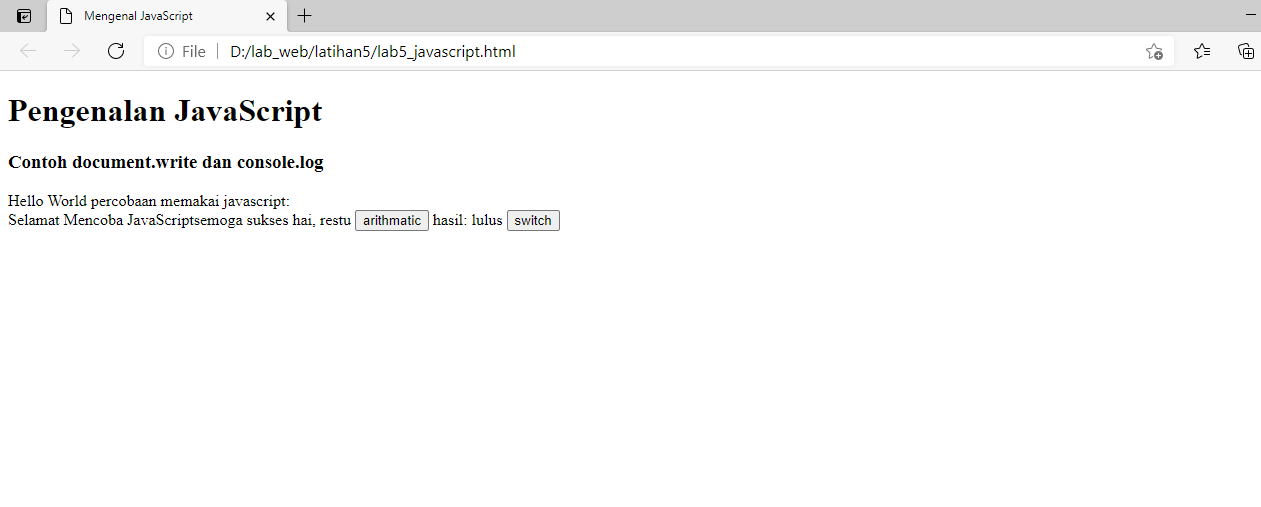 Mengenal JavaScript
File D:/lab_web/latihan5/lab5_javascript.html
Pengenalan JavaScript
Contoh document.write dan console.log
Hello World percobaan memakai javascript:
Selamat Mencoba JavaScriptsemoga sukses hai, restu arithmatic hasil: lulus switch